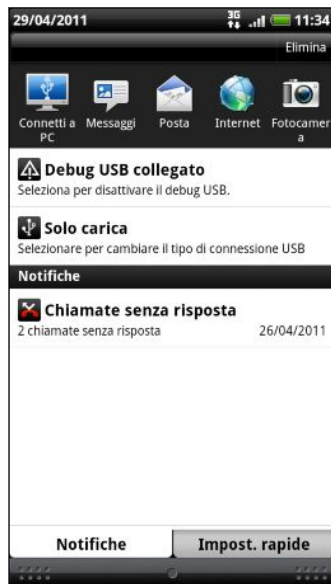 29/04/2011 3G 11:34
Elimina
Connetti a PC
Messaggi
Posta
Internet
Fotocamera
Debug USB collegato
Seleziona per disattivare il debug USB.
Solo carica
Selezionare per cambiare il tipo di connessione USB
Notifiche
Chiamate senza risposta
2 chiamate senza risposta 26/04/2011
Notifiche Impost. rapide